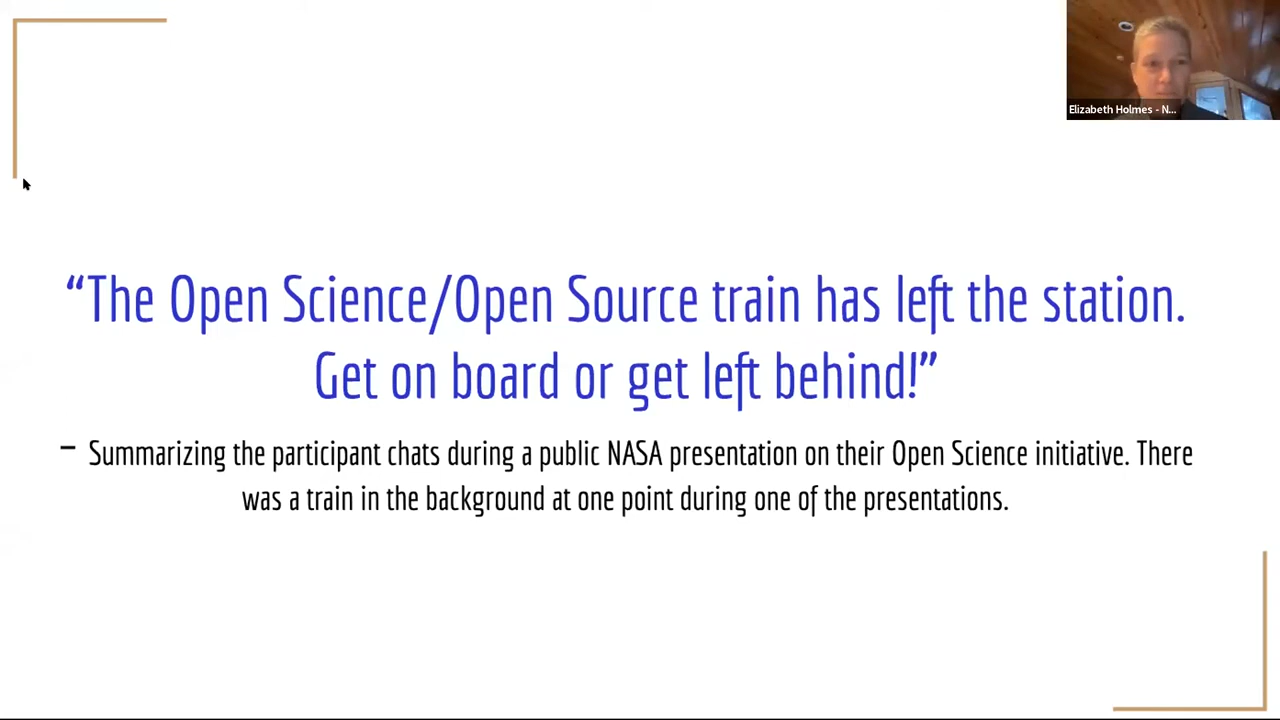 Elizabeth Holmes - N...
“The Open Science/Open Source train has left the station.
Get on board or get left behind!”
– Summarizing the participant chats during a public NASA presentation on their Open Science initiative. There
was a train in the background at one point during one of the presentations.